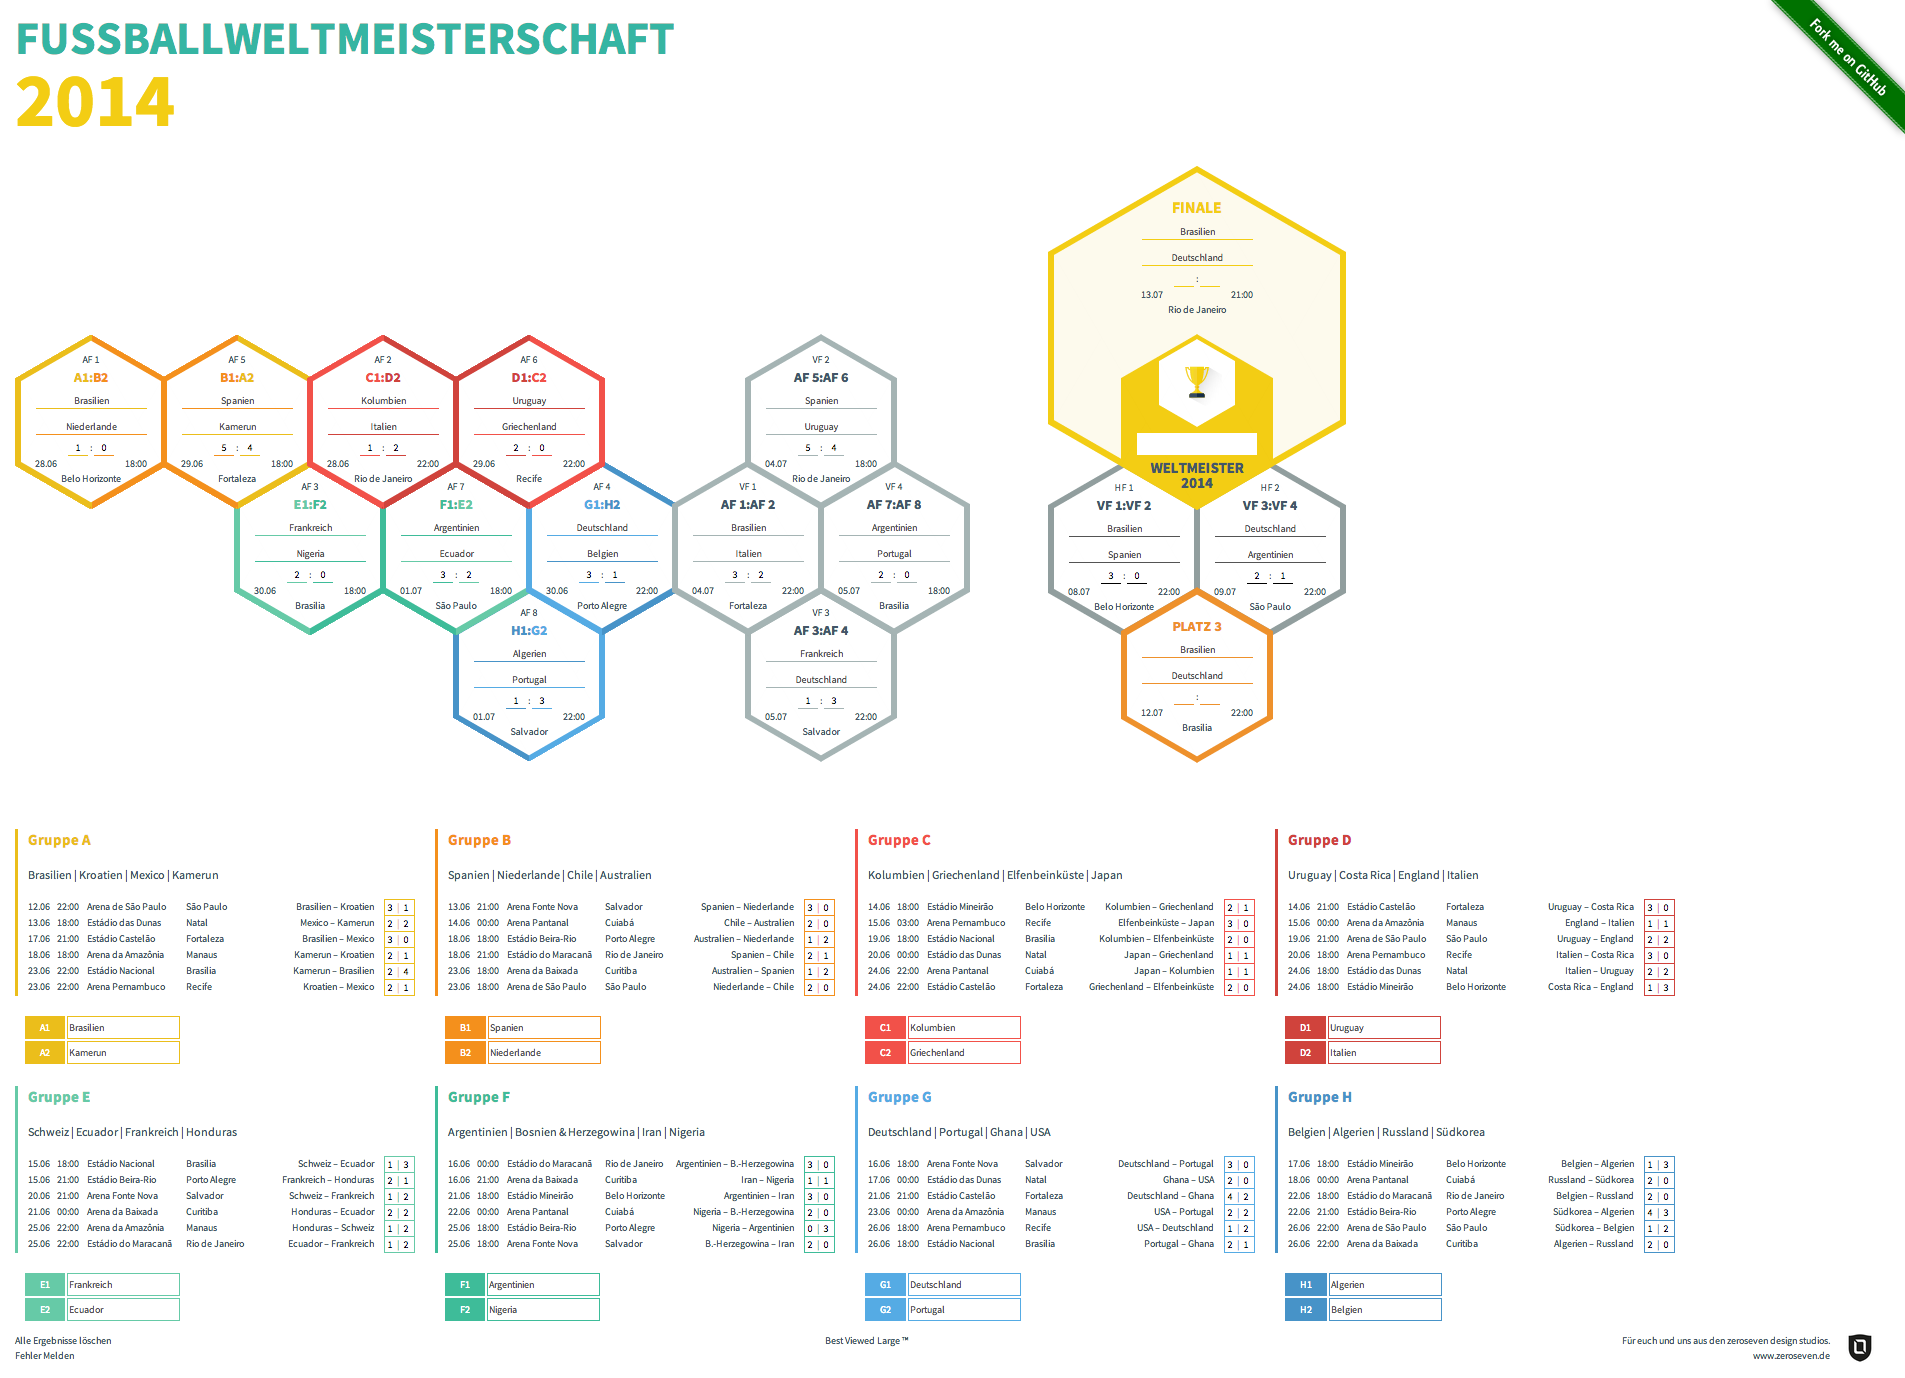 FUSSBALLWELTMEISTERSCHAFT
2014
Fork me on GitHub
FINALE
Brasilien
Deutschland
:
13.07 21:00
Rio de Janeiro
WELTMEISTER
2014
AF 1
A1:B2
Brasilien
Niederlande
1 : 0
28.06 18:00
Belo Horizonte
AF 5
B1:A2
Spanien
Kamerun
5 : 4
29.06 18:00
Fortaleza
AF 2
C1:D2
Kolumbien
Italien
1 : 2
28.06 22:00
Rio de Janeiro
AF 6
D1:C2
Uruguay
Griechenland
2 : 0
29.06 22:00
Recife
VF 2
AF 5:AF 6
Spanien
Uruguay
5 : 4
04.07 18:00
Rio de Janeiro
AF 3
E1:F2
Frankreich
Nigeria
2 : 0
30.06 18:00
Brasilia
AF 7
F1:E2
Argentinien
Ecuador
3 : 2
01.07 18:00
São Paulo
AF 4
G1:H2
Deutschland
Belgien
3 : 1
30.06 22:00
Porto Alegre
VF 1
AF 1:AF 2
Brasilien
Italien
3 : 2
04.07 22:00
Fortaleza
VF 4
AF 7:AF 8
Argentinien
Portugal
2 : 0
05.07 18:00
Brasilia
HF 1
VF 1:VF 2
Brasilien
Spanien
3 : 0
08.07 22:00
Belo Horizonte
HF 2
VF 3:VF 4
Deutschland
Argentinien
2 : 1
09.07 22:00
São Paulo
AF 8
H1:G2
Algerien
Portugal
1 : 3
01.07 22:00
Salvador
VF 3
AF 3:AF 4
Frankreich
Deutschland
1 : 3
05.07 22:00
Salvador
PLATZ 3
Brasilien
Deutschland
:
12.07 22:00
Brasilia
Gruppe A
Brasilien | Kroatien | Mexico | Kamerun
12.06 22:00 Arena de São Paulo São Paulo Brasilien – Kroatien 3 | 1
13.06 18:00 Estádio das Dunas Natal Mexico – Kamerun 2 | 2
17.06 21:00 Estádio Castelão Fortaleza Brasilien – Mexico 3 | 0
18.06 18:00 Arena da Amazônia Manaus Kamerun – Kroatien 2 | 1
23.06 22:00 Estádio Nacional Brasilia Kamerun – Brasilien 2 | 4
23.06 22:00 Arena Pernambuco Recife Kroatien – Mexico 2 | 1
A1 Brasilien
A2 Kamerun
Gruppe B
Spanien | Niederlande | Chile | Australien
13.06 21:00 Arena Fonte Nova Salvador Spanien – Niederlande 3 | 0
14.06 00:00 Arena Pantanal Cuiabá Chile – Australien 2 | 0
18.06 18:00 Estádio Beira-Rio Porto Alegre Australien – Niederlande 1 | 2
18.06 21:00 Estádio do Maracanã Rio de Janeiro Spanien – Chile 2 | 1
23.06 18:00 Arena da Baixada Curitiba Australien – Spanien 1 | 2
23.06 18:00 Arena de São Paulo São Paulo Niederlande – Chile 2 | 0
B1 Spanien
B2 Niederlande
Gruppe C
Kolumbien | Griechenland | Elfenbeinküste | Japan
14.06 18:00 Estádio Mineirão Belo Horizonte Kolumbien – Griechenland 2 | 1
15.06 03:00 Arena Pernambuco Recife Elfenbeinküste – Japan 3 | 0
19.06 18:00 Estádio Nacional Brasilia Kolumbien – Elfenbeinküste 2 | 0
20.06 00:00 Estádio das Dunas Natal Japan – Griechenland 1 | 1
24.06 22:00 Arena Pantanal Cuiabá Japan – Kolumbien 1 | 1
24.06 22:00 Estádio Castelão Fortaleza Griechenland – Elfenbeinküste 2 | 0
C1 Kolumbien
C2 Griechenland
Gruppe D
Uruguay | Costa Rica | England | Italien
14.06 21:00 Estádio Castelão Fortaleza Uruguay – Costa Rica 3 | 0
15.06 00:00 Arena da Amazônia Manaus England – Italien 1 | 1
19.06 21:00 Arena de São Paulo São Paulo Uruguay – England 2 | 2
20.06 18:00 Arena Pernambuco Recife Italien – Costa Rica 3 | 0
24.06 18:00 Estádio das Dunas Natal Italien – Uruguay 2 | 2
24.06 18:00 Estádio Mineirão Belo Horizonte Costa Rica – England 1 | 3
D1 Uruguay
D2 Italien
Gruppe E
Schweiz | Ecuador | Frankreich | Honduras
15.06 18:00 Estádio Nacional Brasilia Schweiz – Ecuador 1 | 3
15.06 21:00 Estádio Beira-Rio Porto Alegre Frankreich – Honduras 2 | 1
20.06 21:00 Arena Fonte Nova Salvador Schweiz – Frankreich 1 | 2
21.06 00:00 Arena da Baixada Curitiba Honduras – Ecuador 2 | 2
25.06 22:00 Arena da Amazônia Manaus Honduras – Schweiz 1 | 2
25.06 22:00 Estádio do Maracanã Rio de Janeiro Ecuador – Frankreich 1 | 2
E1 Frankreich
E2 Ecuador
Gruppe F
Argentinien | Bosnien & Herzegowina | Iran | Nigeria
16.06 00:00 Estádio do Maracanã Rio de Janeiro Argentinien – B.-Herzegowina 3 | 0
16.06 21:00 Arena da Baixada Curitiba Iran – Nigeria 1 | 1
21.06 18:00 Estádio Mineirão Belo Horizonte Argentinien – Iran 3 | 0
22.06 00:00 Arena Pantanal Cuiabá Nigeria – B.-Herzegowina 2 | 0
25.06 18:00 Estádio Beira-Rio Porto Alegre Nigeria – Argentinien 0 | 3
25.06 18:00 Arena Fonte Nova Salvador B.-Herzegowina – Iran 2 | 0
F1 Argentinien
F2 Nigeria
Gruppe G
Deutschland | Portugal | Ghana | USA
16.06 18:00 Arena Fonte Nova Salvador Deutschland – Portugal 3 | 0
17.06 00:00 Estádio das Dunas Natal Ghana – USA 2 | 0
21.06 21:00 Estádio Castelão Fortaleza Deutschland – Ghana 4 | 2
23.06 00:00 Arena da Amazônia Manaus USA – Portugal 2 | 2
26.06 18:00 Arena Pernambuco Recife USA – Deutschland 1 | 2
26.06 18:00 Estádio Nacional Brasilia Portugal – Ghana 2 | 1
G1 Deutschland
G2 Portugal
Gruppe H
Belgien | Algerien | Russland | Südkorea
17.06 18:00 Estádio Mineirão Belo Horizonte Belgien – Algerien 1 | 3
18.06 00:00 Arena Pantanal Cuiabá Russland – Südkorea 2 | 0
22.06 18:00 Estádio do Maracanã Rio de Janeiro Belgien – Russland 2 | 0
22.06 21:00 Estádio Beira-Rio Porto Alegre Südkorea – Algerien 4 | 3
26.06 22:00 Arena de São Paulo São Paulo Südkorea – Belgien 1 | 2
26.06 22:00 Arena da Baixada Curitiba Algerien – Russland 2 | 0
H1 Algerien
H2 Belgien
Alle Ergebnisse löschen
Fehler Melden
Best Viewed Large ™
Für euch und uns aus den zeroseven design studios.
www.zeroseven.de